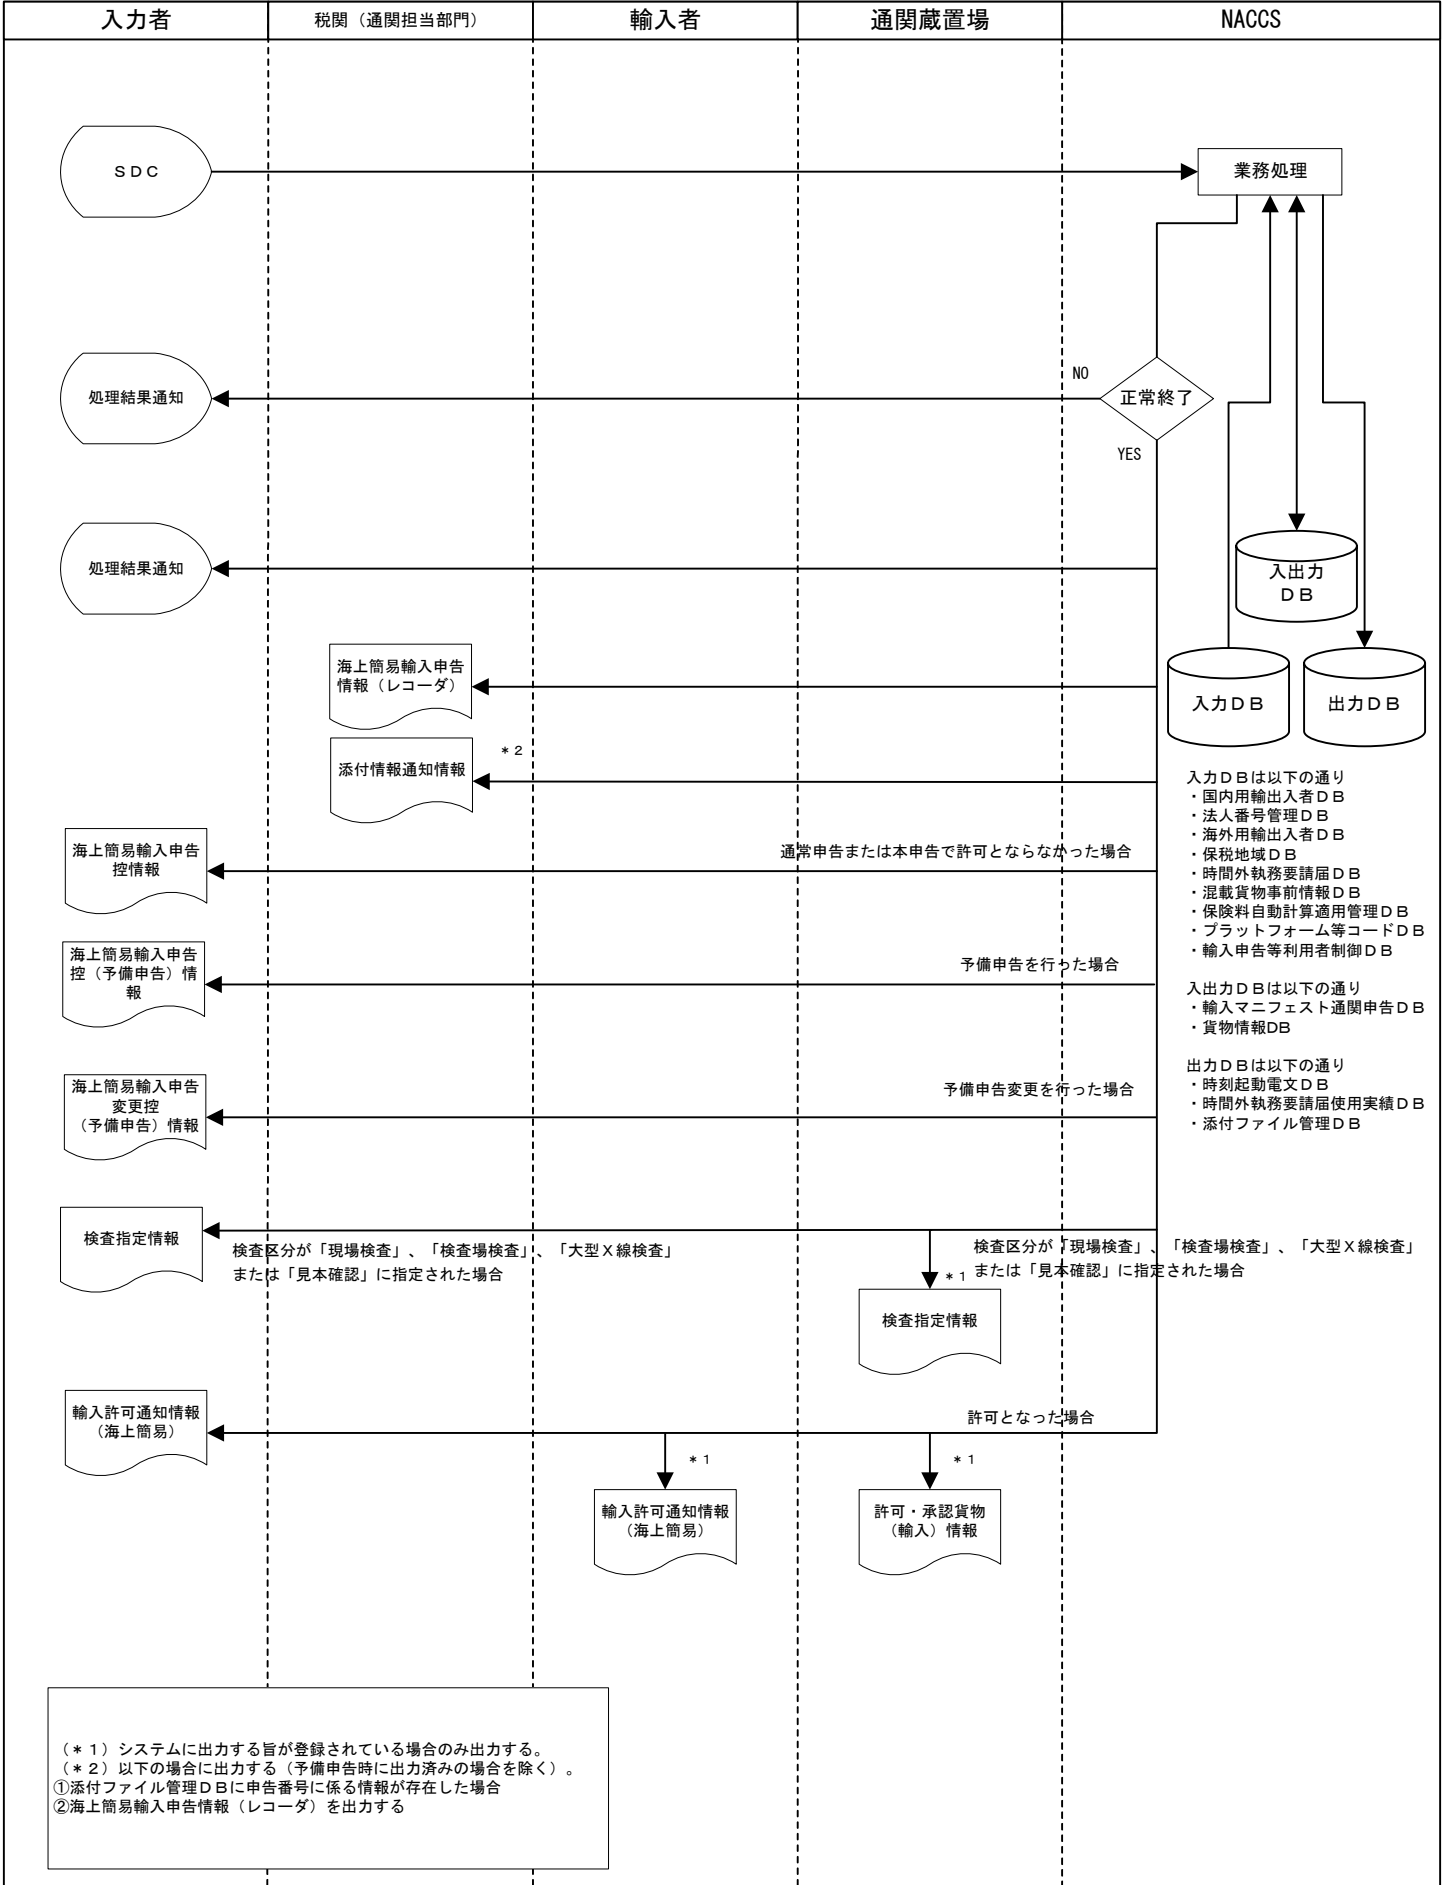 入力者
税関（通関担当部門）
輸入者
通関蔵置場
NACCS
ＳＤＣ
業務処理
処理結果通知
NO
正常終了
YES
処理結果通知
入出力
ＤＢ
海上簡易輸入申告
情報（レコーダ）
入力ＤＢ
出力ＤＢ
添付情報通知情報
＊２
入力ＤＢは以下の通り
・国内用輸出入者ＤＢ
・法人番号管理ＤＢ
・海外用輸出入者ＤＢ
・保税地域ＤＢ
・時間外執務要請届ＤＢ
・混載貨物事前情報ＤＢ
・保険料自動計算適用管理ＤＢ
・プラットフォーム等コードＤＢ
・輸入申告等利用者制御ＤＢ
入出力ＤＢは以下の通り
・輸入マニフェスト通関申告ＤＢ
・貨物情報DB
出力ＤＢは以下の通り
・時刻起動電文ＤＢ
・時間外執務要請届使用実績ＤＢ
・添付ファイル管理ＤＢ
海上簡易輸入申告
控情報
通常申告または本申告で許可とならなかった場合
海上簡易輸入申告
控（予備申告）情
報
予備申告を行った場合
海上簡易輸入申告
変更控
（予備申告）情報
予備申告変更を行った場合
検査指定情報
検査区分が「現場検査」、「検査場検査」、「大型Ｘ線検査」
または「見本確認」に指定された場合
検査区分が「現場検査」、「検査場検査」、「大型Ｘ線検査」
または「見本確認」に指定された場合
＊１
検査指定情報
輸入許可通知情報
（海上簡易）
許可となった場合
＊１
＊１
輸入許可通知情報
（海上簡易）
許可・承認貨物
（輸入）情報
（＊１）システムに出力する旨が登録されている場合のみ出力する。
（＊２）以下の場合に出力する（予備申告時に出力済みの場合を除く）。
①添付ファイル管理ＤＢに申告番号に係る情報が存在した場合
②海上簡易輸入申告情報（レコーダ）を出力する